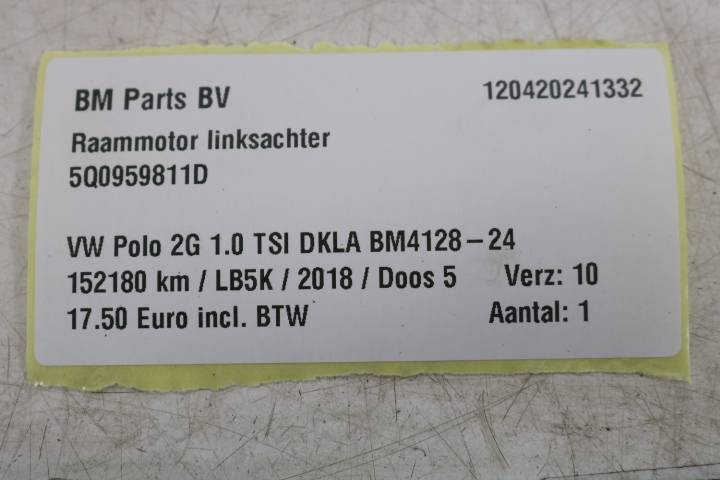 BM Parts BV 120420241332
Raammotor linksachter
5Q0959811D
VW Polo 2G 1.0 TSI DKLA BM4128-24
152180 km / LB5K / 2018 / Doos 5 Verz: 10
17.50 Euro incl. BTW Aantal: 1